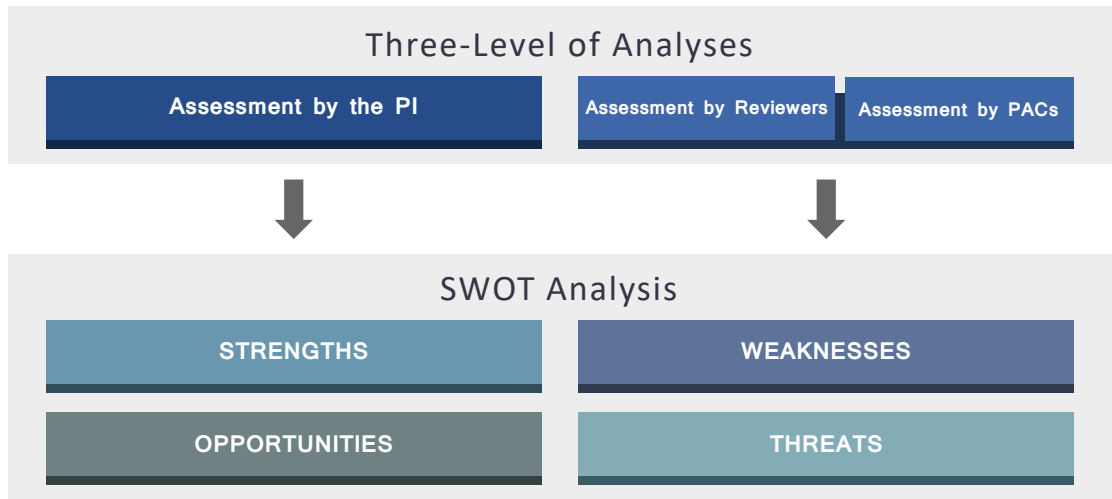 Three-Level of Analyses
Assessment by the PI
Assessment by Reviewers
Assessment by PACs
SWOT Analysis
STRENGTHS
WEAKNESSES
OPPORTUNITIES
THREATS